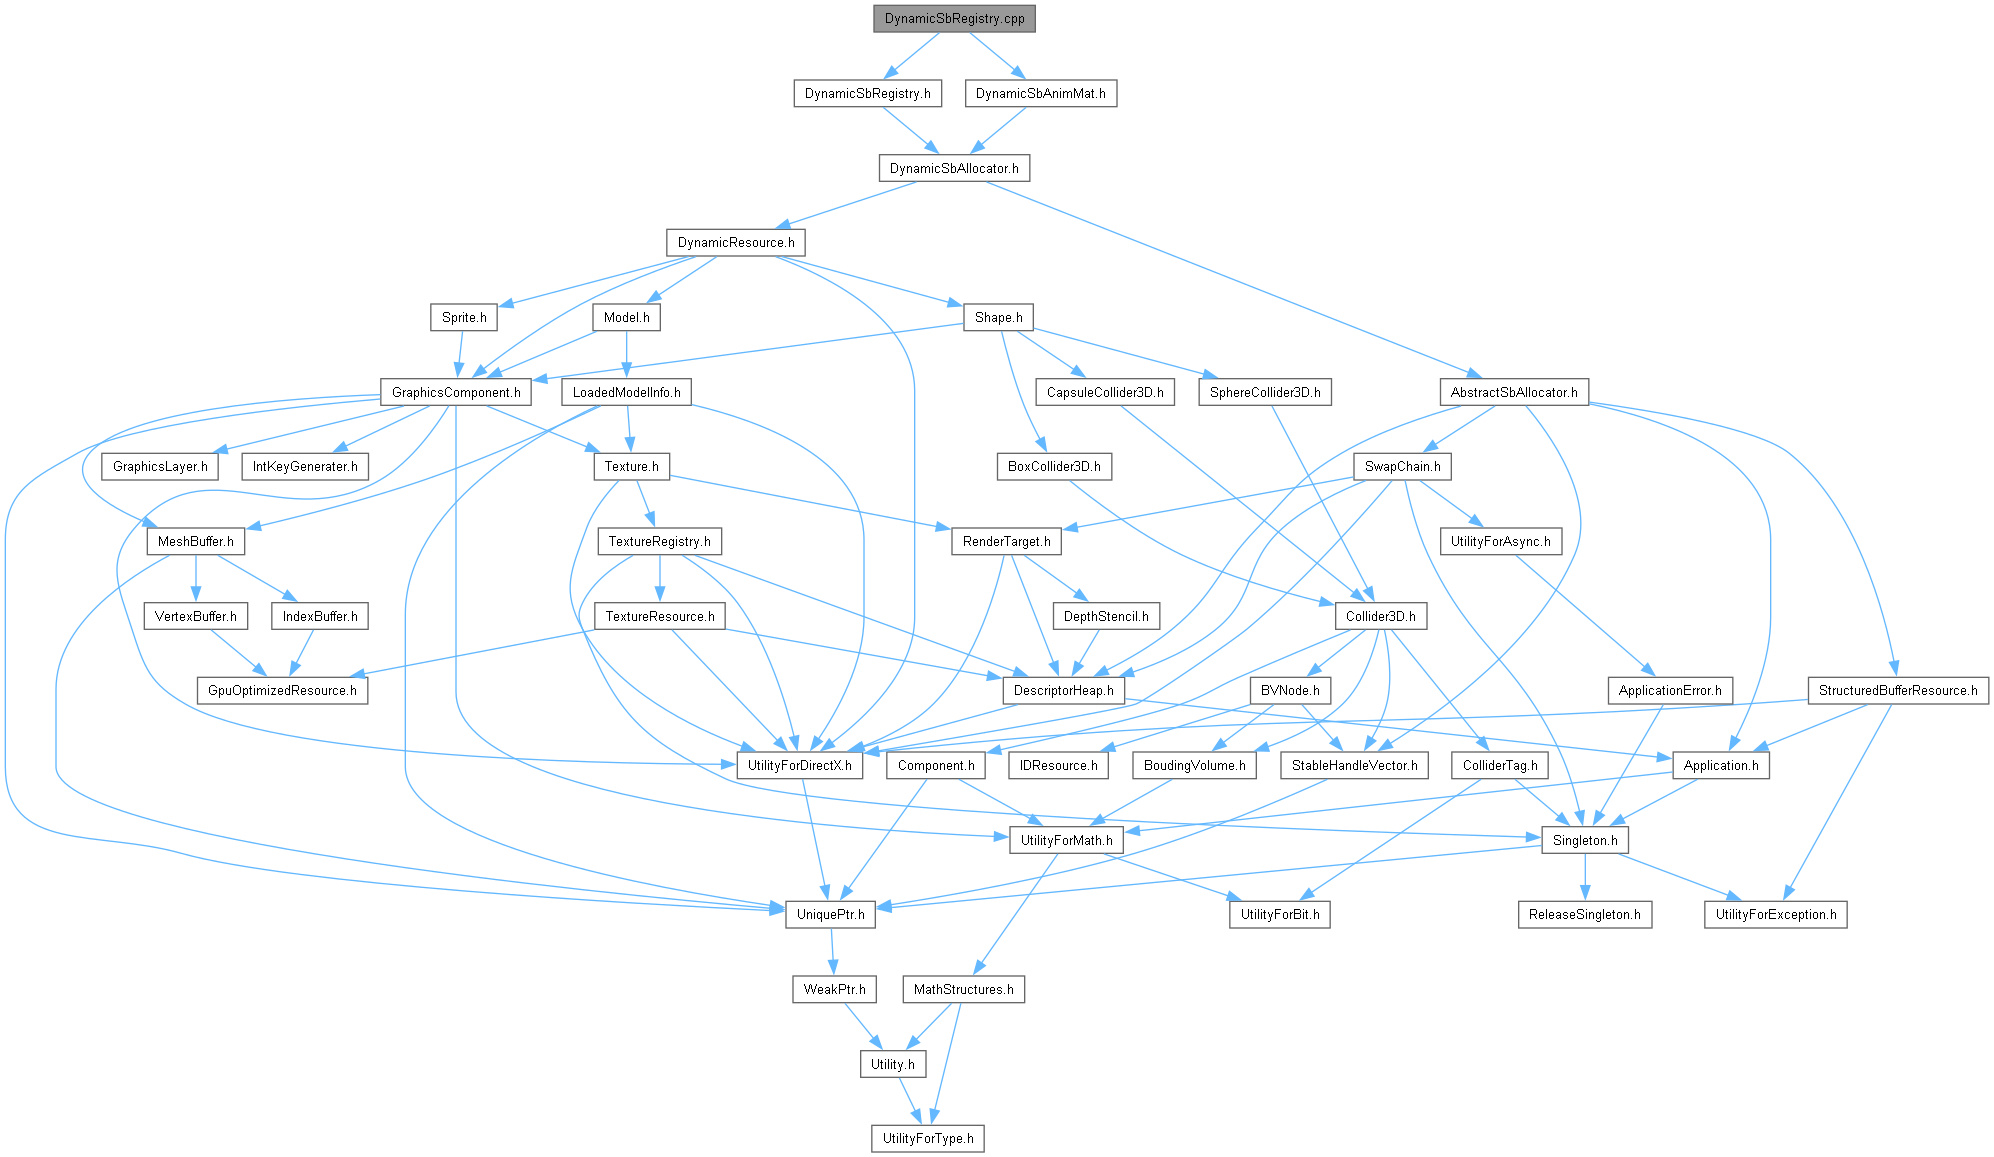 DynamicSbRegistry.cpp
DynamicSbRegistry.h
DynamicSbAnimMat.h
DynamicSbAllocator.h
DynamicResource.h
Sprite.h
Model.h
Shape.h
GraphicsComponent.h
LoadedModelInfo.h
CapsuleCollider3D.h
SphereCollider3D.h
AbstractSbAllocator.h
GraphicsLayer.h
IntKeyGenerater.h
Texture.h
BoxCollider3D.h
SwapChain.h
MeshBuffer.h
TextureRegistry.h
RenderTarget.h
UtilityForAsync.h
VertexBuffer.h
IndexBuffer.h
TextureResource.h
DepthStencil.h
Collider3D.h
GpuOptimizedResource.h
DescriptorHeap.h
BVNode.h
ApplicationError.h
StructuredBufferResource.h
UtilityForDirectX.h
Component.h
IDResource.h
BoudingVolume.h
StableHandleVector.h
ColliderTag.h
Application.h
UtilityForMath.h
Singleton.h
UniquePtr.h
UtilityForBit.h
ReleaseSingleton.h
UtilityForException.h
WeakPtr.h
MathStructures.h
Utility.h
UtilityForType.h